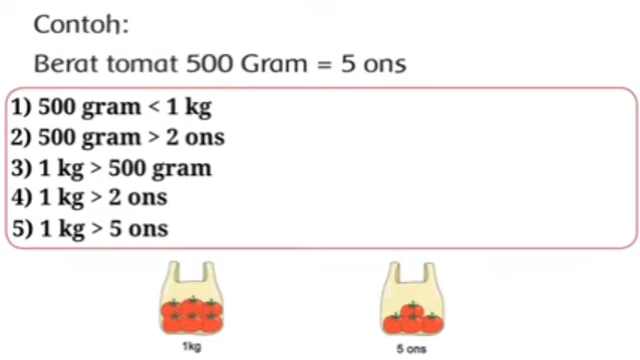 Contoh:
Berat tomat 500 Gram = 5 ons
1) 500 gram < 1 kg
2) 500 gram > 2 ons
3) 1 kg > 500 gram
4) 1 kg > 2 ons
5) 1 kg > 5 ons
1kg
5 ons